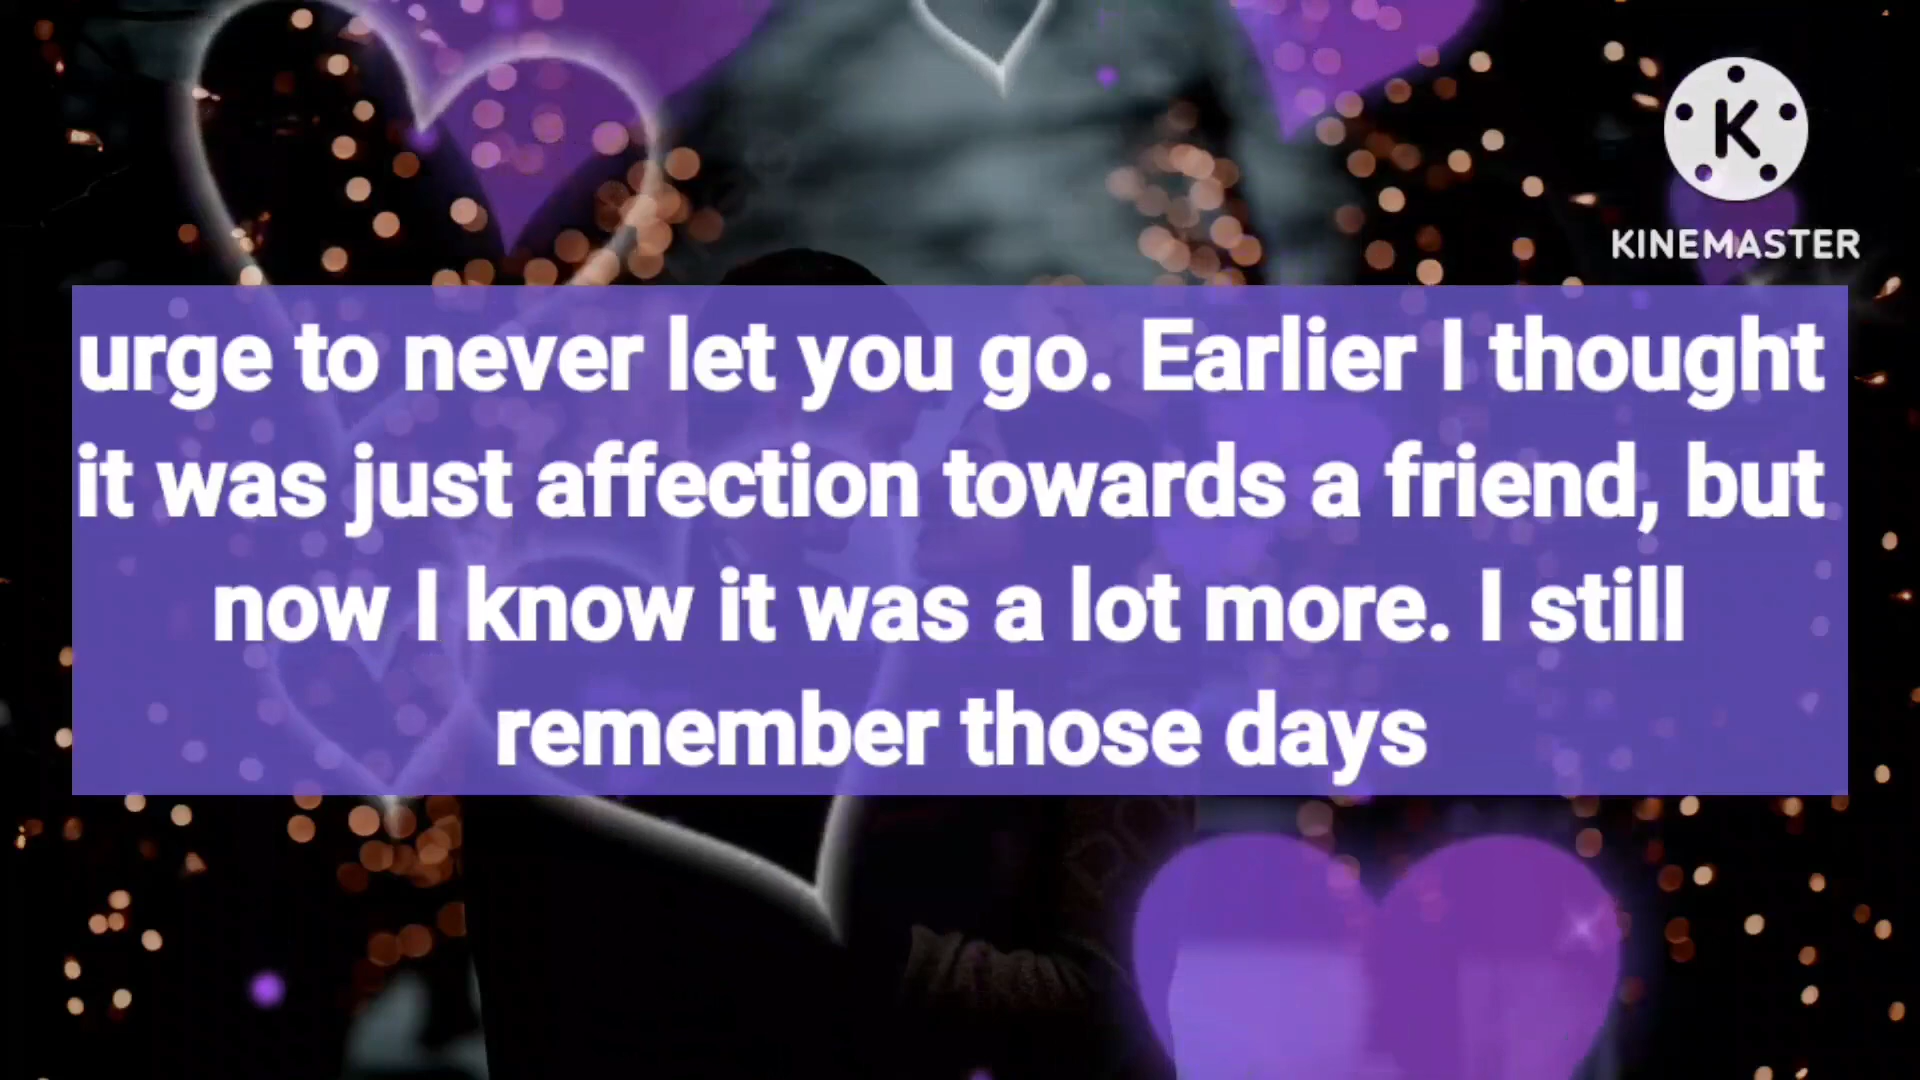 K
KINEMASTER
urge to never let you go. Earlier I thought
it was just affection towards a friend, but
now I know it was a lot more. I still
remember those days